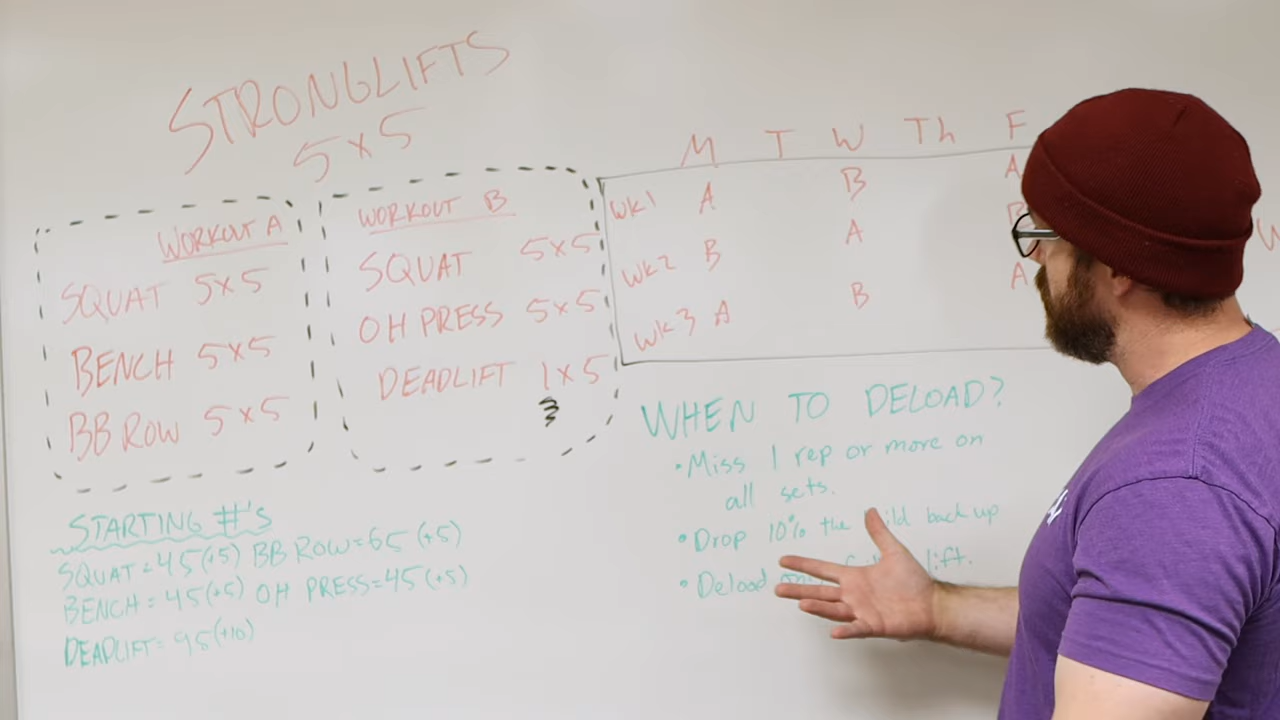 STRONGLIFTS
5x5
WORKOUT A
SQUAT 5x5
BENCH 5x5
BB ROW 5x5
WORKOUT B
SQUAT 5x5
OH PRESS 5x5
DEADLIFT 1x5
M T W Th F
WK1 A B A
WK2 B A B
WK3 A B A
WHEN TO DELOAD?
• Miss 1 rep or more on
all sets.
• Drop 10% the back up
• Deload lift.
STARTING #'S
SQUAT = 45(+5) BB ROW = 65 (+5)
BENCH = 45(+5) OH PRESS = 45(+5)
DEADLIFT = 95(+10)